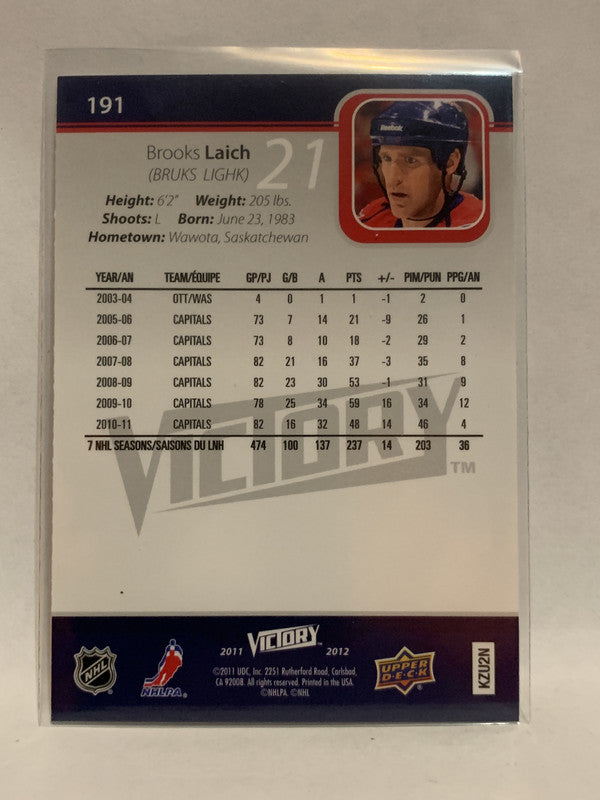 191
Reebok
Brooks Laich 21
(BRUKS LIGHK)
Height: 6'2" Weight: 205 lbs.
Shoots: L Born: June 23, 1983
Hometown: Wawota, Saskatchewan
YEAR/AN TEAM/ÉQUIPE GP/PJ G/B A PTS +/- PIM/PUN PPG/AN
2003-04 OTT/WAS 4 0 1 1 -1 2 0
2005-06 CAPITALS 73 7 14 21 -9 26 1
2006-07 CAPITALS 73 8 10 18 -2 29 2
2007-08 CAPITALS 82 21 16 37 -3 35 8
2008-09 CAPITALS 82 23 30 53 -1 31 9
2009-10 CAPITALS 78 25 34 59 16 34 12
2010-11 CAPITALS 82 16 32 48 14 46 4
7 NHL SEASONS/SAISONS DU LNH 474 100 137 237 14 203 36
VICTORY TM
2011 VICTORY 2012
NHL
NHLPA®
©2011 UDC, Inc. 2251 Rutherford Road, Carlsbad,
CA 92008. All rights reserved. Printed in the USA.
©NHLPA. ©NHL
UPPER
DECK
KZU2N